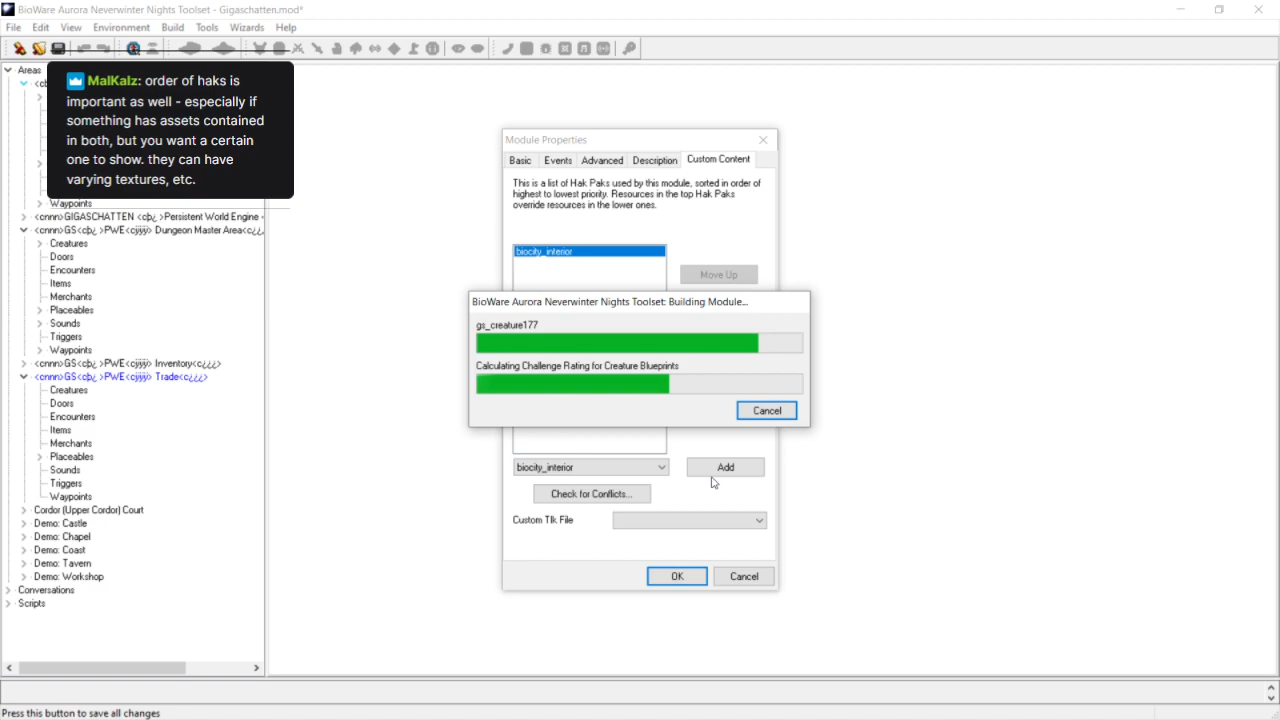 BioWare Aurora Neverwinter Nights Toolset - Gigaschatten.mod*
File Edit View Environment Build Tools Wizards Help
Areas
MalKalz: order of haks is
important as well - especially if
something has assets contained
in both, but you want a certain
one to show. they can have
varying textures, etc.
Waypoints
<cnnn>GIGASCHATTEN <cþ¿ >Persistent World Engine -
<cnnn>GS<cþ¿ >PWE<cÿÿÿ> Dungeon Master Area<c¿¿¿
Creatures
Doors
Encounters
Items
Merchants
Placeables
Sounds
Triggers
Waypoints
<cnnn>GS<cþ¿ >PWE<cÿÿÿ> Inventory<c¿¿¿>
<cnnn>GS<cþ¿ >PWE<cÿÿÿ> Trade<c¿¿¿>
Creatures
Doors
Encounters
Items
Merchants
Placeables
Sounds
Triggers
Waypoints
Cordor (Upper Cordor) Court
Demo: Castle
Demo: Chapel
Demo: Coast
Demo: Tavern
Demo: Workshop
Conversations
Scripts
Module Properties
Basic Events Advanced Description Custom Content
This is a list of Hak Paks used by this module, sorted in order of
highest to lowest priority. Resources in the top Hak Paks
override resources in the lower ones.
biocity_interior
Move Up
BioWare Aurora Neverwinter Nights Toolset: Building Module...
gs_creature177
Calculating Challenge Rating for Creature Blueprints
Cancel
biocity_interior Add
Check for Conflicts...
Custom Tlk File
OK Cancel
Press this button to save all changes